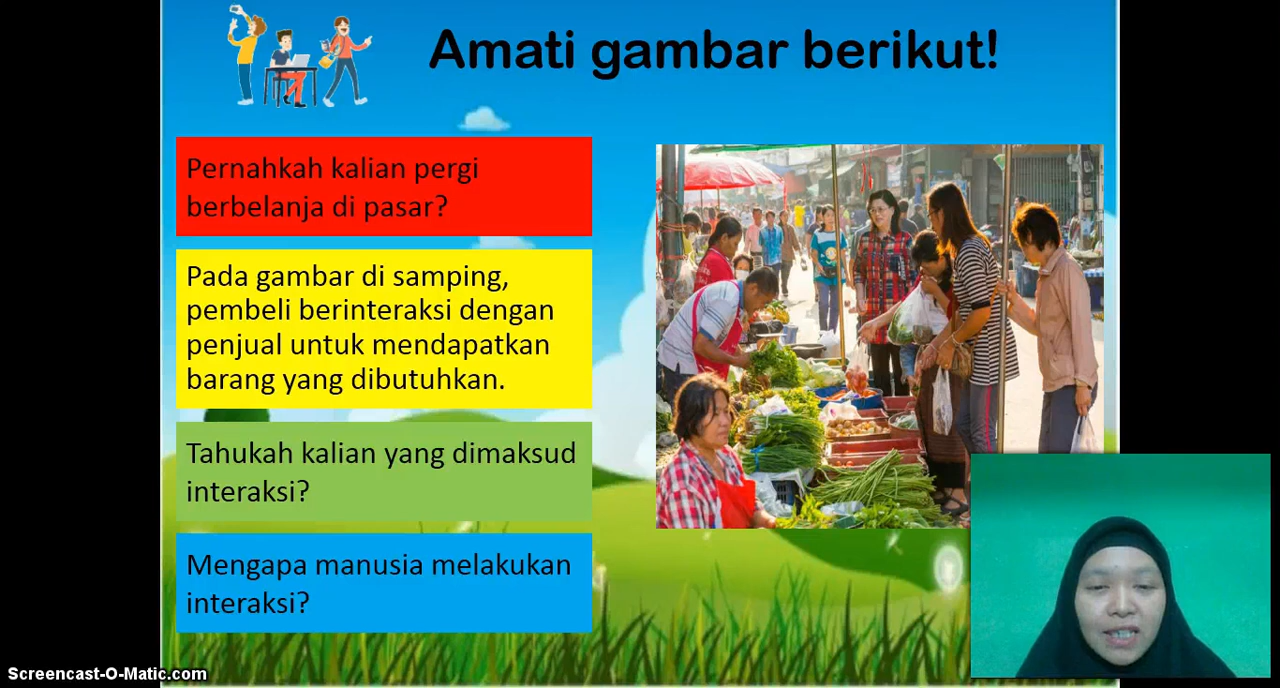 Amati gambar berikut!
Pernahkah kalian pergi
berbelanja di pasar?
Pada gambar di samping,
pembeli berinteraksi dengan
penjual untuk mendapatkan
barang yang dibutuhkan.
Tahukah kalian yang dimaksud
interaksi?
Mengapa manusia melakukan
interaksi?
Screencast-O-Matic.com